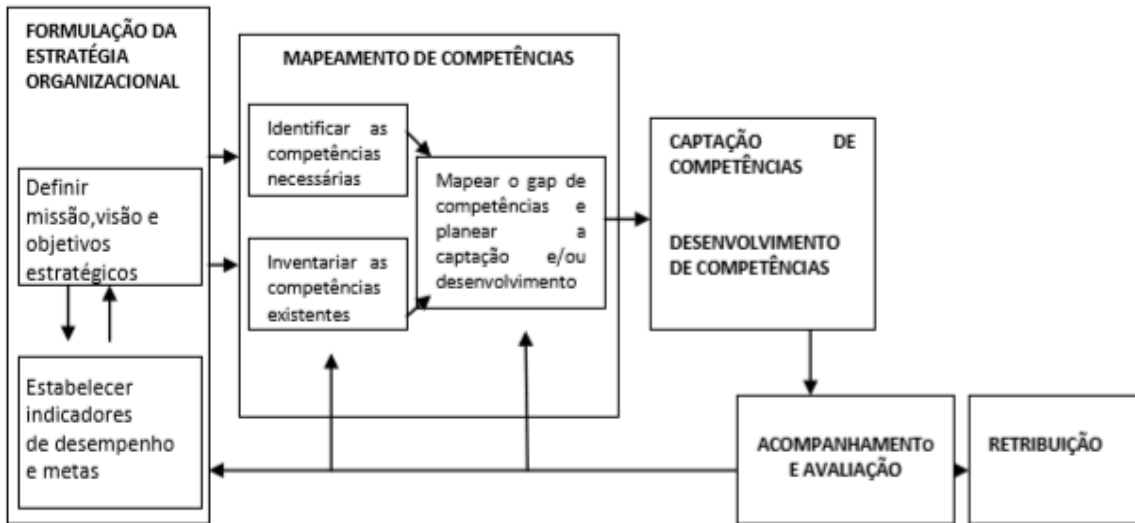 FORMULAÇÃO DA
ESTRATÉGIA
ORGANIZACIONAL
Definir
missão,visão e
objetivos
estratégicos
Estabelecer
indicadores
de desempenho
e metas
MAPEAMENTO DE COMPETÊNCIAS
Identificar as
competências
necessárias
Inventariar as
competências
existentes
Mapear o gap de
competências e
planear a
captação e/ou
desenvolvimento
CAPTAÇÃO DE
COMPETÊNCIAS
DESENVOLVIMENTO
DE COMPETÊNCIAS
ACOMPANHAMENTo
E AVALIAÇÃO
RETRIBUIÇÃO